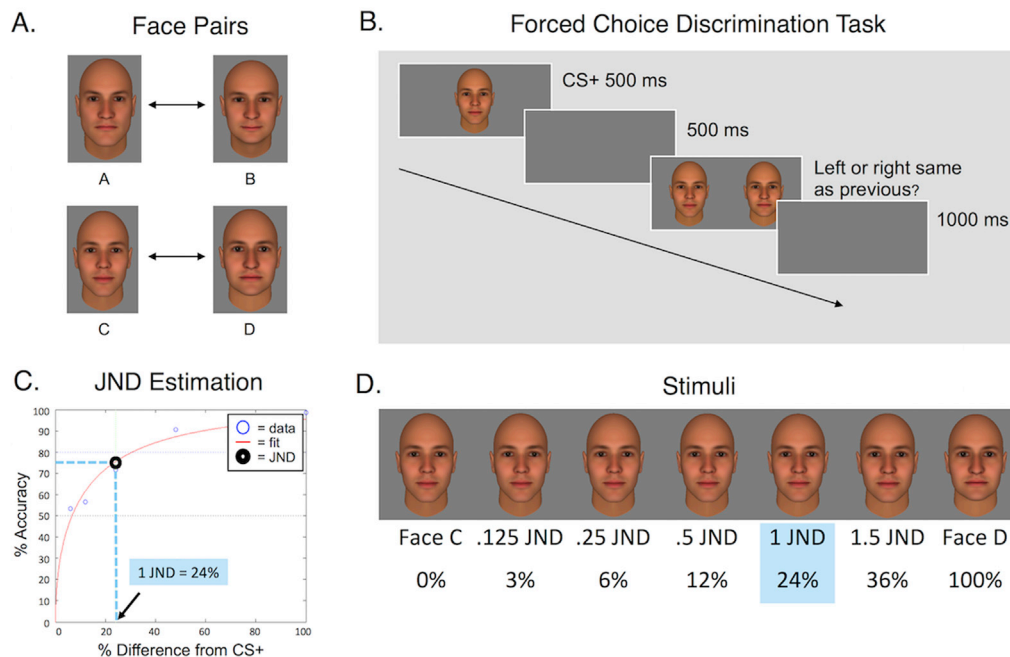 A.
Face Pairs
A
B
C
D
B.
Forced Choice Discrimination Task
CS+ 500 ms
500 ms
Left or right same
as previous?
1000 ms
C.
JND Estimation
100
90
80
70
60
50
40
30
20
10
0
0
20
40
60
80
100
% Accuracy
% Difference from CS+
= data
= fit
= JND
1 JND = 24%
D.
Stimuli
Face C .125 JND .25 JND .5 JND 1 JND 1.5 JND Face D
0% 3% 6% 12% 24% 36% 100%